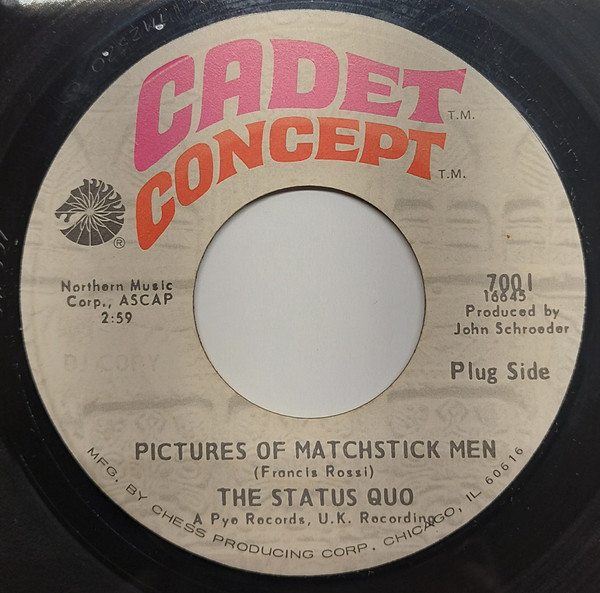 CADET
T.M.
CONCEPT
T.M.
®
Northern Music
Corp., ASCAP
2:59
7001
16645
Produced by
John Schroeder
DJ COPY
Plug Side
PICTURES OF MATCHSTICK MEN
(Francis Rossi)
THE STATUS QUO
A Pye Records, U.K. Recording
MFG. BY CHESS PRODUCING CORP. CHICAGO, IL 60616